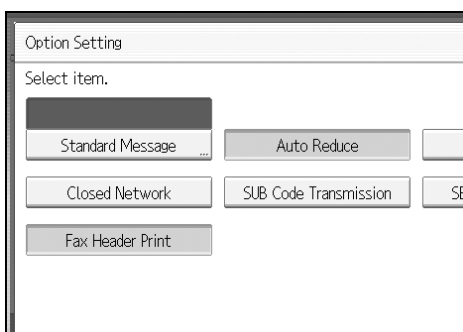 Option Setting
Select item.
Standard Message ...
Auto Reduce
Closed Network
SUB Code Transmission
Fax Header Print